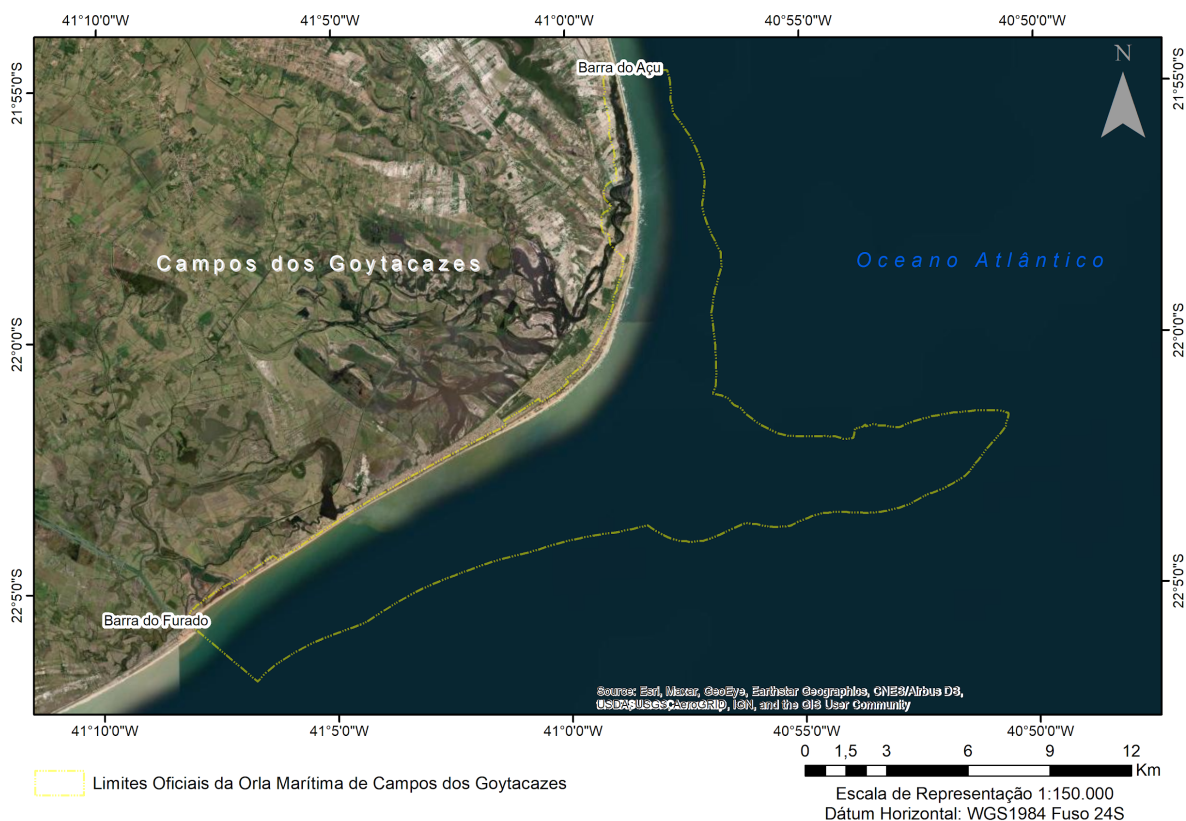 41°10'0"W 41°5'0"W 41°0'0"W 40°55'0"W 40°50'0"W
N
Barra do Açu
21°55'0"S 21°55'0"S
Campos dos Goytacazes
Oceano Atlântico
22°0'0"S 22°0'0"S
22°5'0"S 22°5'0"S
Barra do Furado
Source: Esri, Maxar, GeoEye, Earthstar Geographics, CNES/Airbus DS,
USDA, USGS, AeroGRID, IGN, and the GIS User Community
41°10'0"W 41°5'0"W 41°0'0"W 40°55'0"W 40°50'0"W
0 1,5 3 6 9 12
Km
Limites Oficiais da Orla Marítima de Campos dos Goytacazes
Escala de Representação 1:150.000
Dátum Horizontal: WGS1984 Fuso 24S